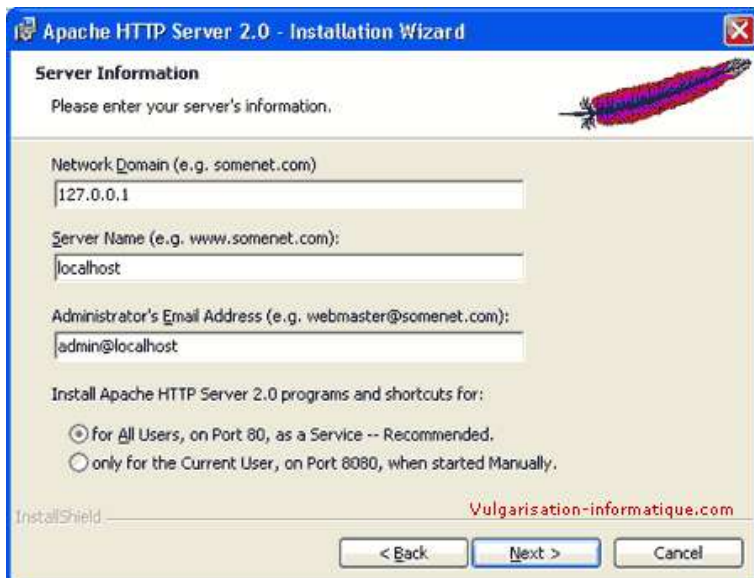 Apache HTTP Server 2.0 - Installation Wizard
Server Information
Please enter your server's information.
Network Domain (e.g. somenet.com)
127.0.0.1
Server Name (e.g. www.somenet.com):
localhost
Administrator's Email Address (e.g. webmaster@somenet.com):
admin@localhost
Install Apache HTTP Server 2.0 programs and shortcuts for:
for All Users, on Port 80, as a Service -- Recommended.
only for the Current User, on Port 8080, when started Manually.
Vulgarisation-informatique.com
InstallShield
< Back Next > Cancel